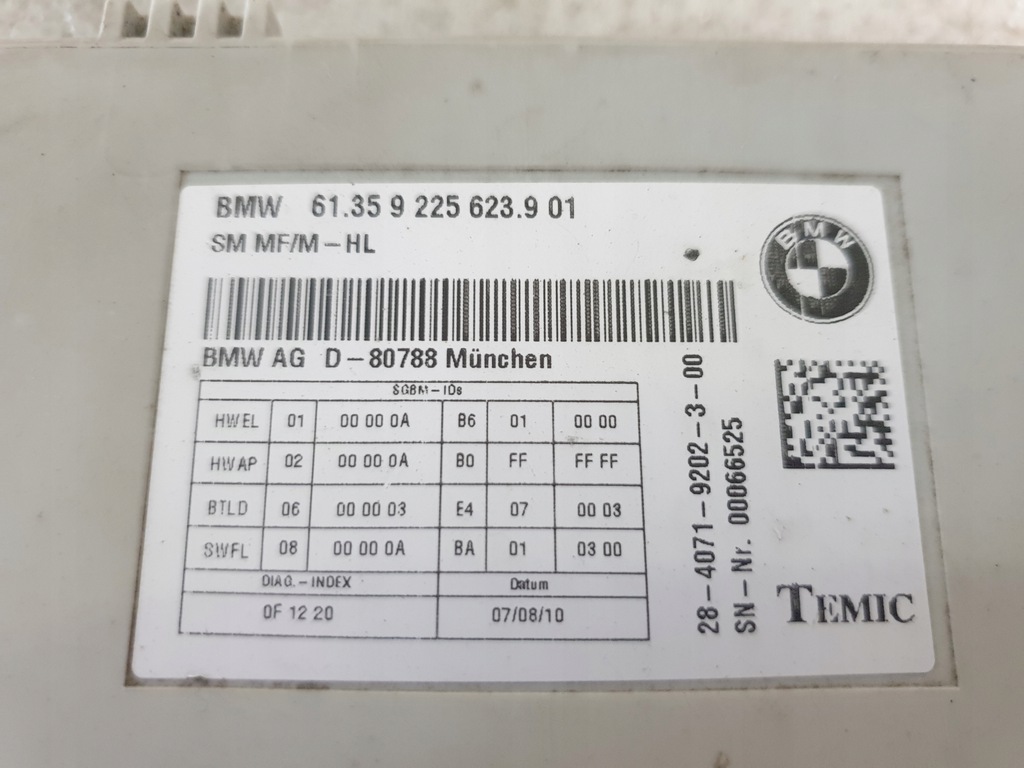 BMW 61.35 9 225 623.9 01
SM MF/M-HL
BMW
BMW AG D-80788 München
SGBM-IDs
HWEL 01 00 00 0A B6 01 00 00
HWAP 02 00 00 0A B0 FF FF FF
BTLD 06 00 00 03 E4 07 00 03
SWFL 08 00 00 0A BA 01 03 00
DIAG.-INDEX Datum
0F 12 20 07/08/10
28-4071-9202-3-00
SN-Nr. 00066525
TEMIC